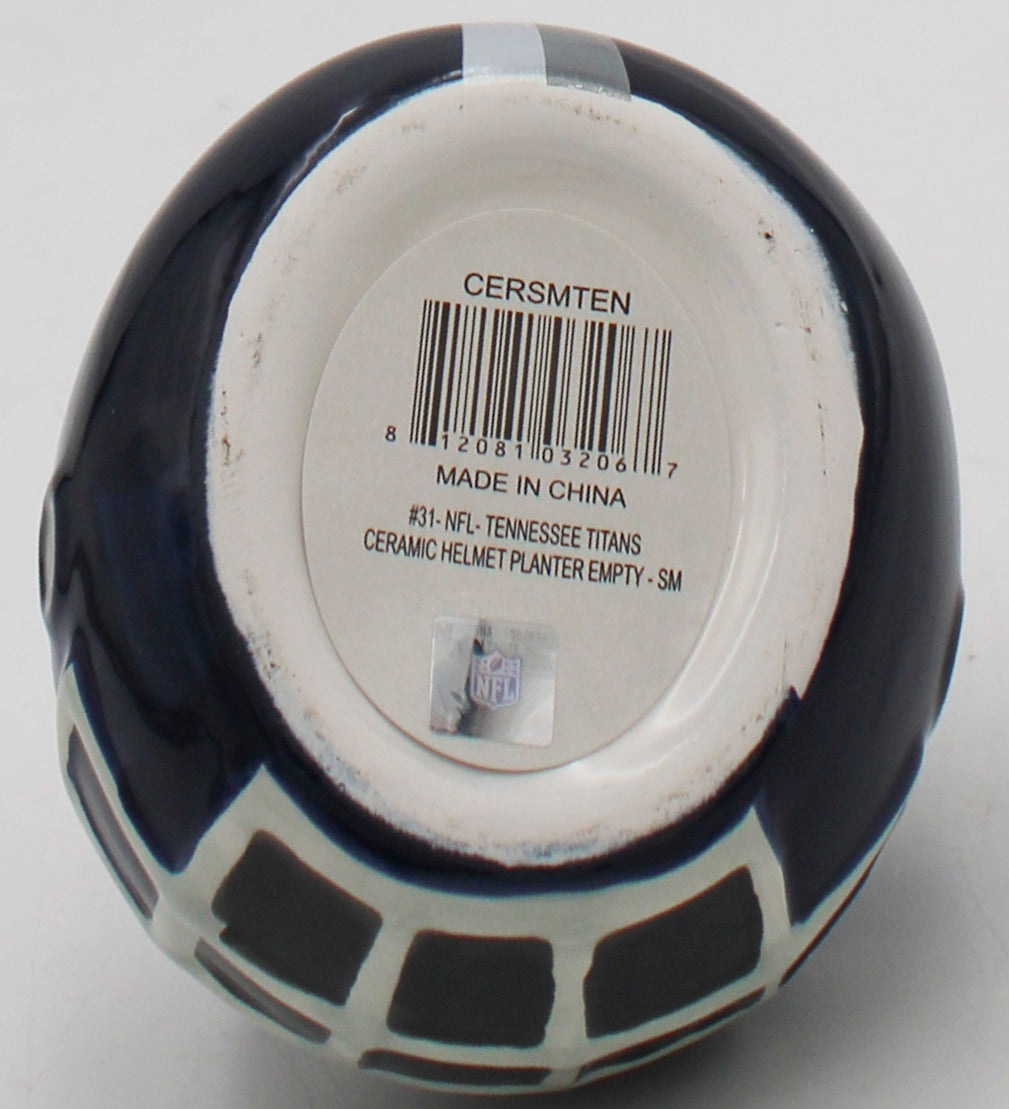 CERSMTEN
8 12081 03206 7
MADE IN CHINA
#31- NFL- TENNESSEE TITANS
CERAMIC HELMET PLANTER EMPTY - SM
NFL